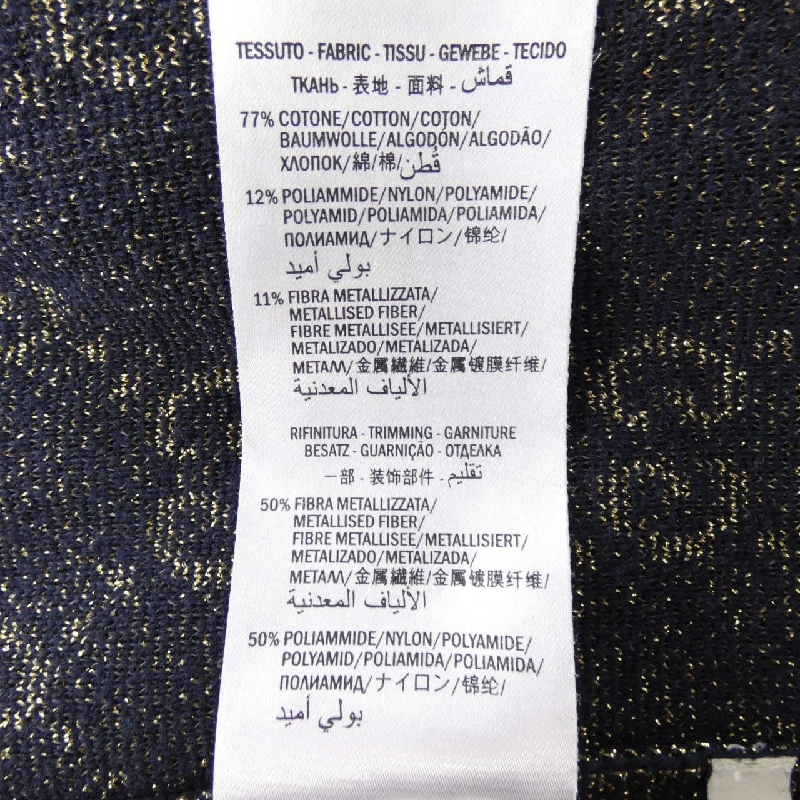 TESSUTO - FABRIC - TISSU - GEWEBE - TECIDO
ТКАНЬ - 表地 - 面料 - قماش
77% COTONE/COTTON/COTON/
BAUMWOLLE/ALGODÓN/ALGODÃO/
ХЛОПОК/綿/棉/قُطن
12% POLIAMMIDE/NYLON/POLYAMIDE/
POLYAMID/POLIAMIDA/POLIAMIDA/
ПОЛИАМИД/ナイロン/锦纶/
بولي أميد
11% FIBRA METALLIZZATA/
METALLISED FIBER/
FIBRE METALLISEE/METALLISIERT/
METALIZADO/METALIZADA/
МЕТАЛЛ/金属繊維/金属镀膜纤维/
الألياف المعدنية
RIFINITURA - TRIMMING - GARNITURE
BESATZ - GUARNIÇÃO - ОТДЕЛКА
一部 - 装饰部件 - تقليم
50% FIBRA METALLIZZATA/
METALLISED FIBER/
FIBRE METALLISEE/METALLISIERT/
METALIZADO/METALIZADA/
МЕТАЛЛ/金属繊維/金属镀膜纤维/
الألياف المعدنية
50% POLIAMMIDE/NYLON/POLYAMIDE/
POLYAMID/POLIAMIDA/POLIAMIDA/
ПОЛИАМИД/ナイロン/锦纶/
بولي أميد